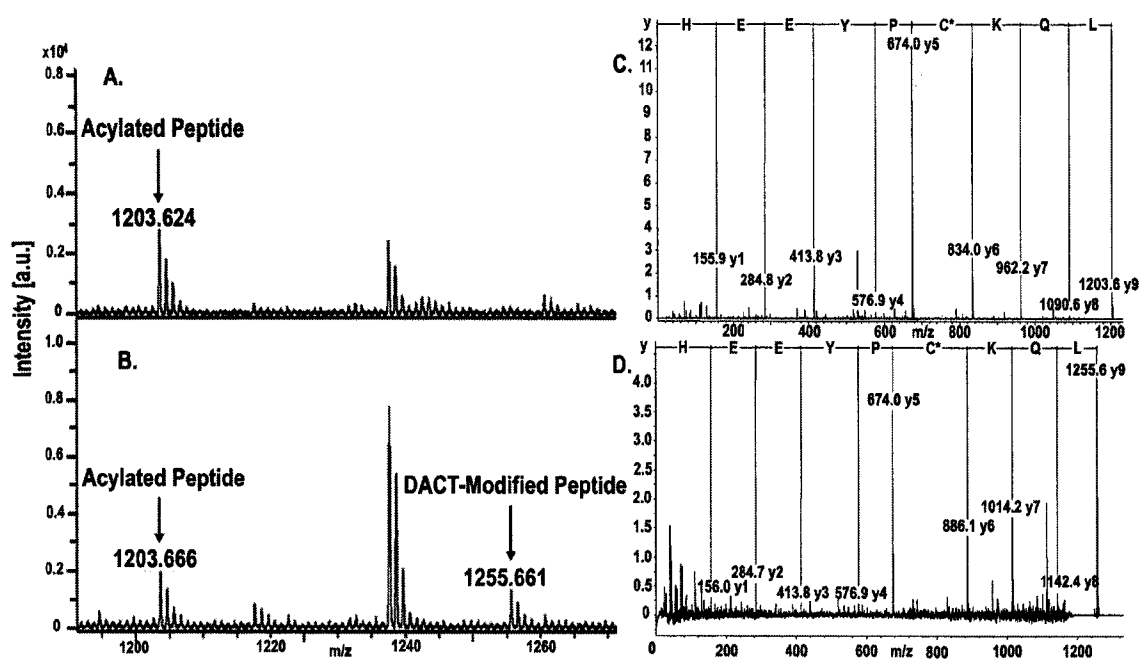 x10⁴
Intensity [a.u.]
A.
0.8
0.6
0.4
0.2
0
Acylated Peptide
1203.624
B.
1.0
0.8
0.6
0.4
0.2
0
Acylated Peptide
1203.666
DACT-Modified Peptide
1255.661
1200 1220 m/z 1240 1260
C.
y H E E Y P C* K Q L
12
11
10
9
8
7
6
5
4
3
2
1
0
674.0 y5
155.9 y1
284.8 y2
413.8 y3
576.9 y4
834.0 y6
962.2 y7
1090.6 y8
1203.6 y9
200 400 600 m/z 800 1000 1200
D.
y H E E Y P C* K Q L
4.0
3.5
3.0
2.5
2.0
1.5
1.0
0.5
0.0
1255.6 y9
674.0 y5
1014.2 y7
886.1 y6
284.7 y2
156.0 y1
413.8 y3
576.9 y4
1142.4 y8
0 200 400 600 m/z 800 1000 1200